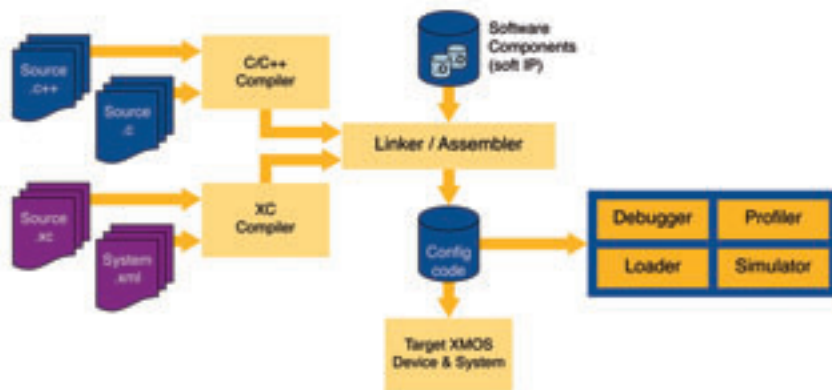 Source
.c++
Source
.c
C/C++
Compiler
Software
Components
(soft IP)
Linker / Assembler
Source
.xc
System
.xml
XC
Compiler
Config
code
Debugger
Profiler
Loader
Simulator
Target XMOS
Device & System